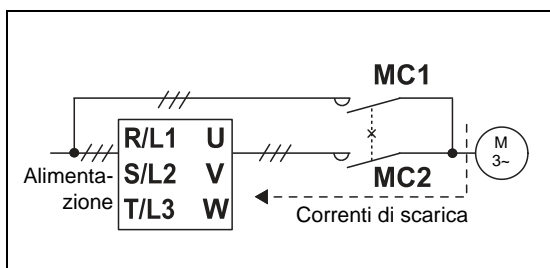 MC1
R/L1 U
S/L2 V
T/L3 W
Alimenta-
zione
MC2
M
3~
Correnti di scarica